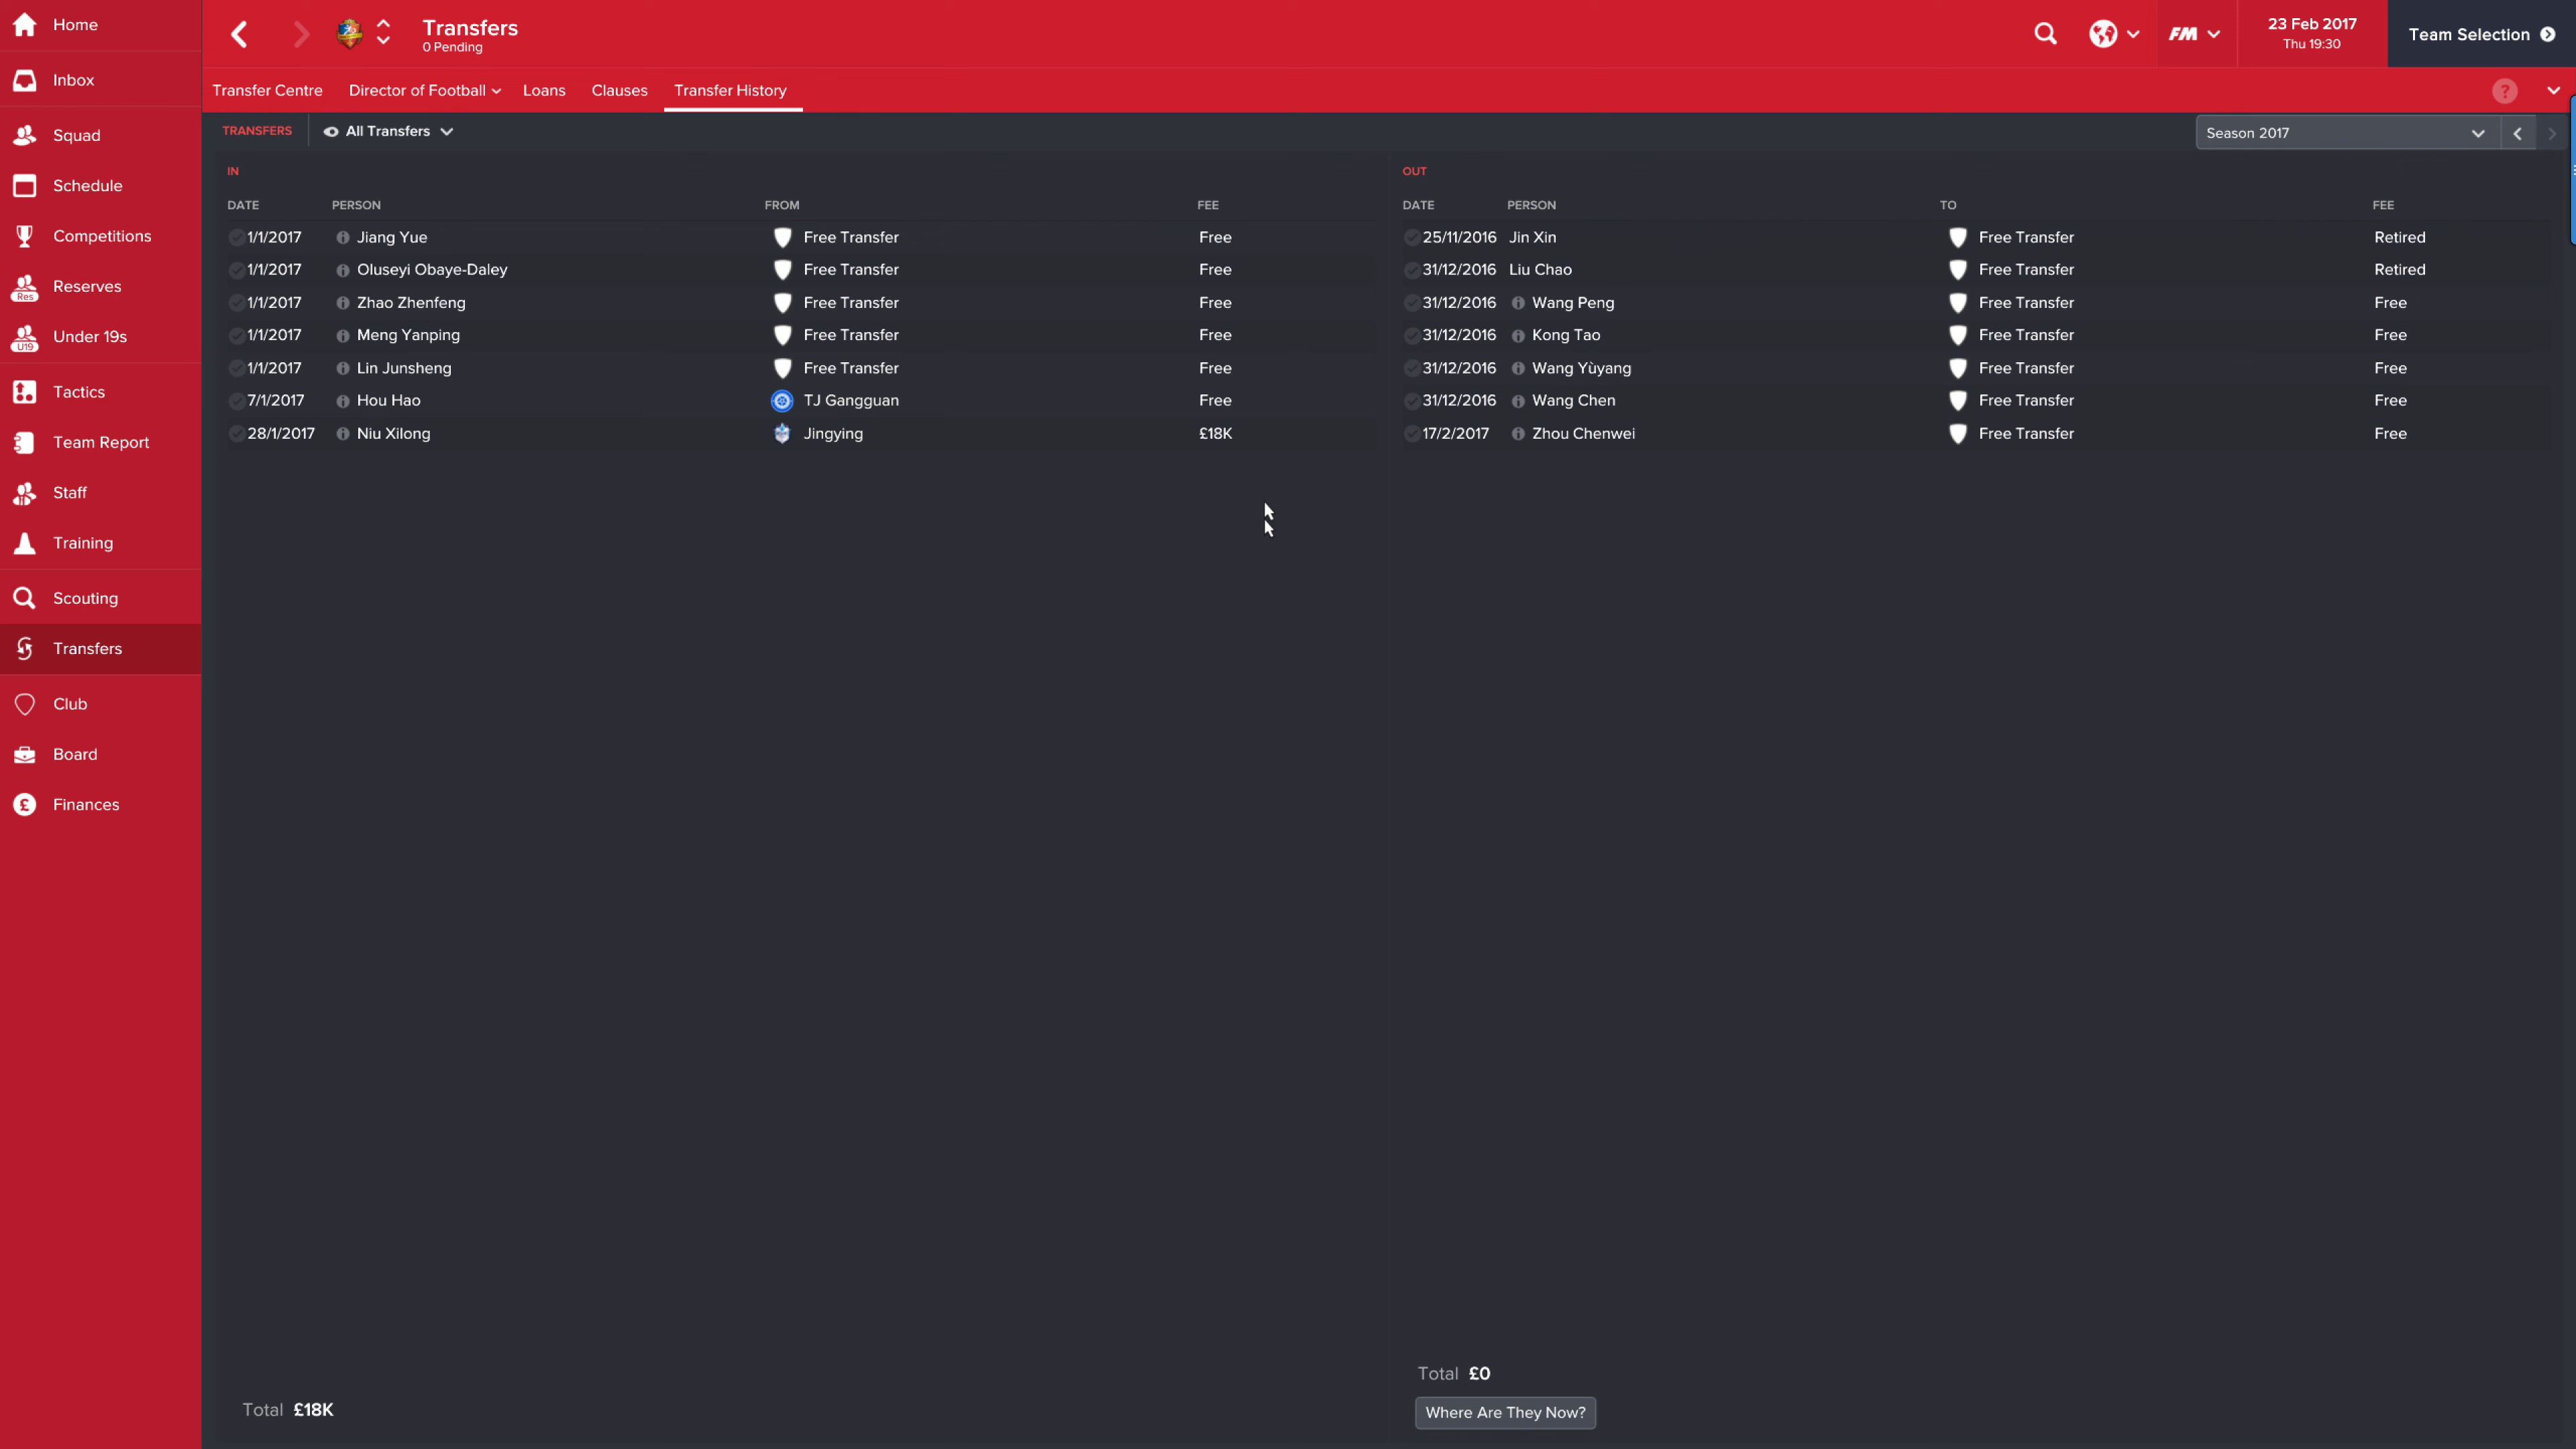 Home
Inbox
Squad
Schedule
Competitions
Res
Reserves
U19
Under 19s
Tactics
Team Report
Staff
Training
Scouting
Transfers
Club
Board
£ Finances
Transfers
0 Pending
FM
23 Feb 2017
Thu 19:30
Team Selection
Transfer Centre Director of Football Loans Clauses Transfer History ?
TRANSFERS All Transfers Season 2017
IN
DATE PERSON FROM FEE
1/1/2017 Jiang Yue Free Transfer Free
1/1/2017 Oluseyi Obaye-Daley Free Transfer Free
1/1/2017 Zhao Zhenfeng Free Transfer Free
1/1/2017 Meng Yanping Free Transfer Free
1/1/2017 Lin Junsheng Free Transfer Free
7/1/2017 Hou Hao TJ Gangguan Free
28/1/2017 Niu Xilong Jingying £18K
Total £18K
OUT
DATE PERSON TO FEE
25/11/2016 Jin Xin Free Transfer Retired
31/12/2016 Liu Chao Free Transfer Retired
31/12/2016 Wang Peng Free Transfer Free
31/12/2016 Kong Tao Free Transfer Free
31/12/2016 Wang Yùyang Free Transfer Free
31/12/2016 Wang Chen Free Transfer Free
17/2/2017 Zhou Chenwei Free Transfer Free
Total £0
Where Are They Now?